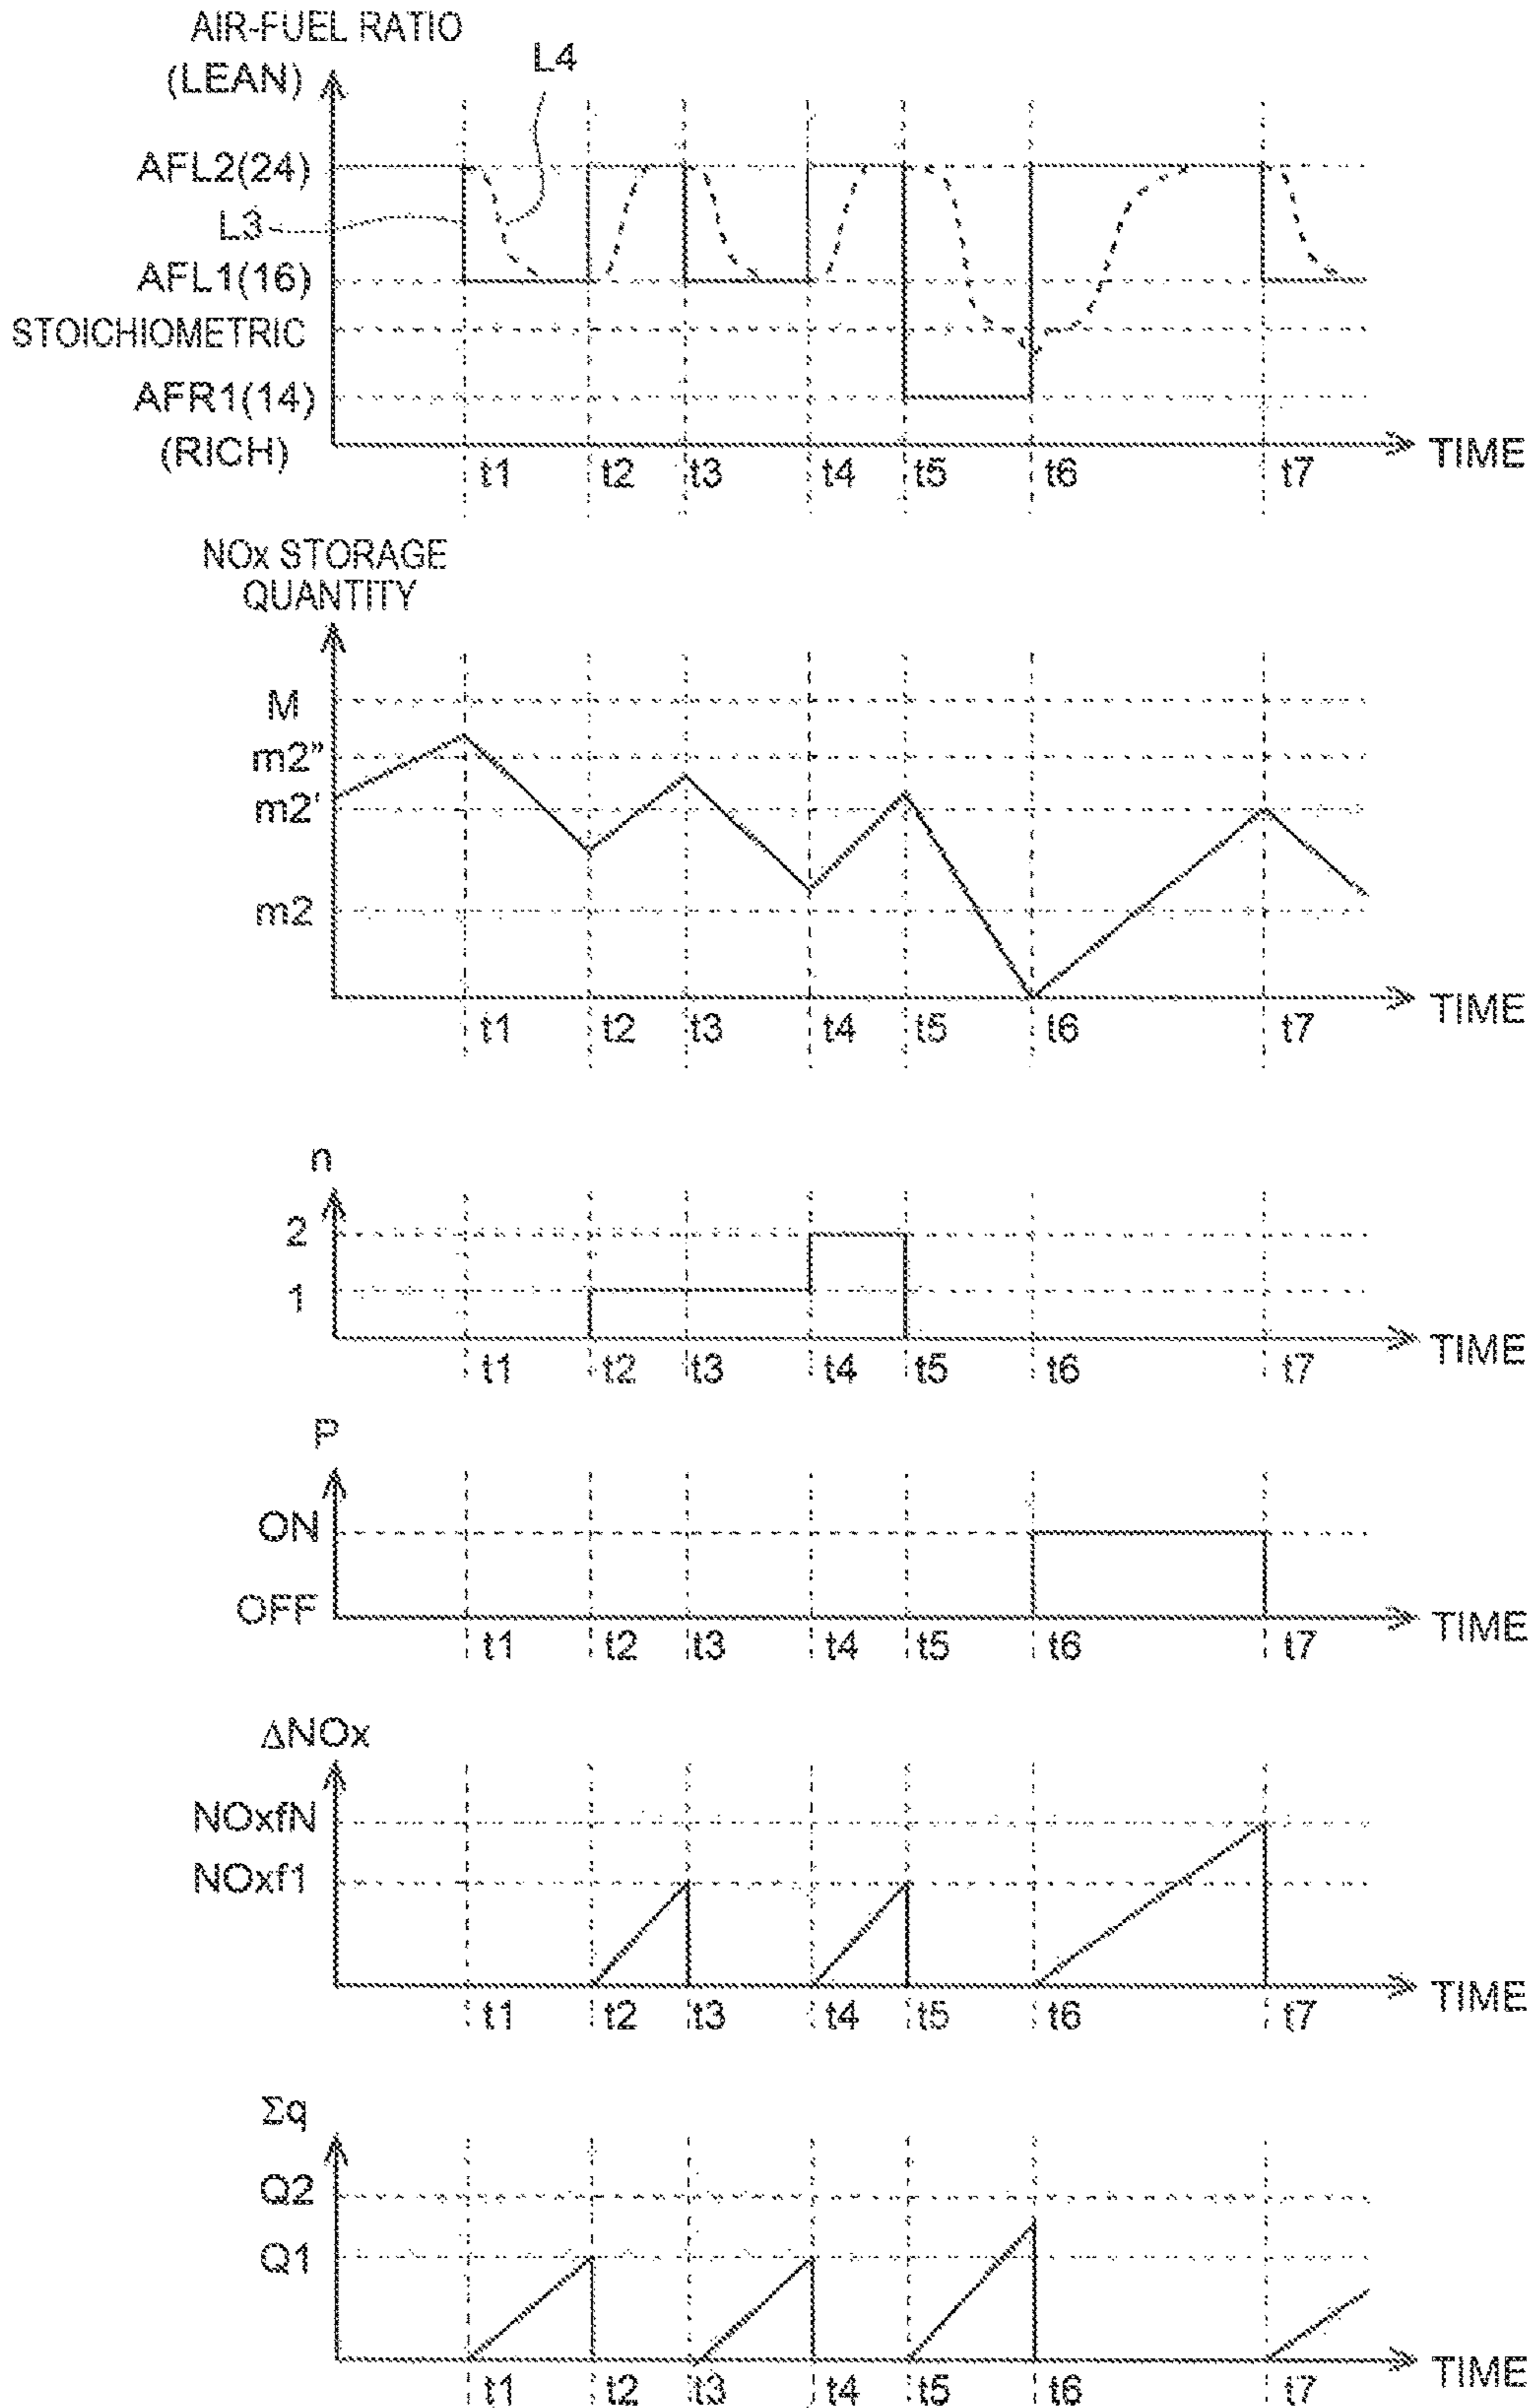 AIR-FUEL RATIO
(LEAN)
L4
AFL2(24)
L3
AFL1(16)
STOICHIOMETRIC
AFR1(14)
(RICH)
TIME
t1 t2 t3 t4 t5 t6 t7
NOx STORAGE
QUANTITY
M
m2"
m2'
m2
TIME
t1 t2 t3 t4 t5 t6 t7
n
2
1
TIME
t1 t2 t3 t4 t5 t6 t7
P
ON
OFF
TIME
t1 t2 t3 t4 t5 t6 t7
ΔNOx
NOxfN
NOxf1
TIME
t1 t2 t3 t4 t5 t6 t7
Σq
Q2
Q1
TIME
t1 t2 t3 t4 t5 t6 t7